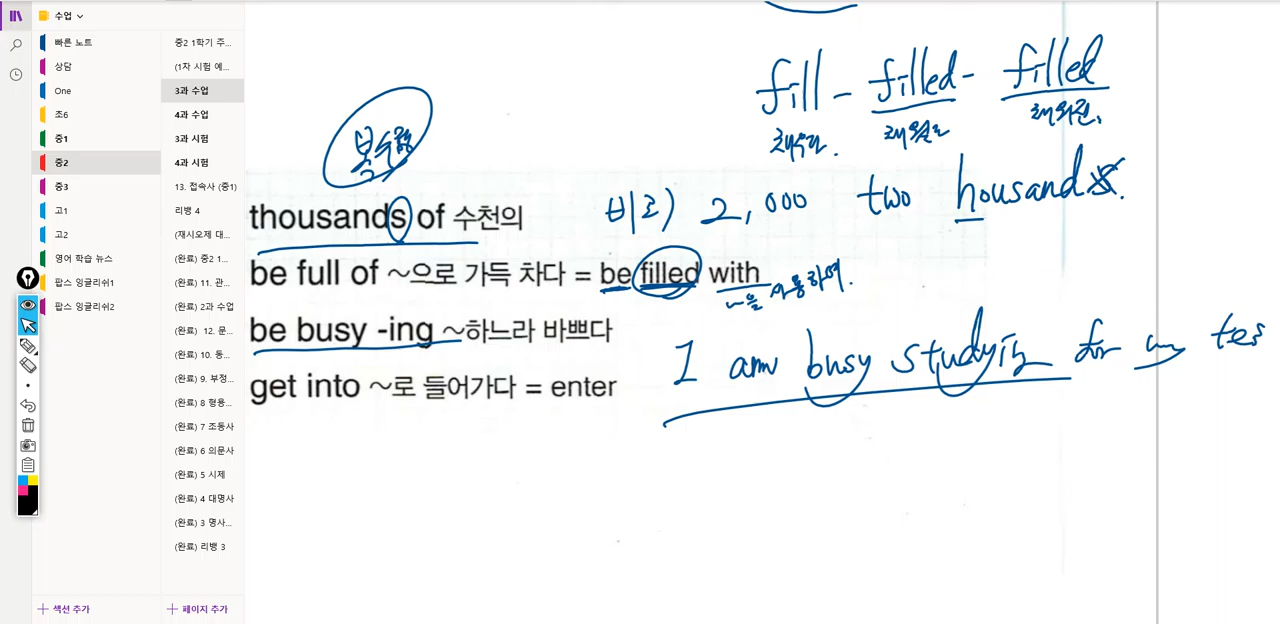 수업
빠른 노트
상담
One
조6
중1
중2
중3
고1
고2
영어 학습 뉴스
팝스 잉글리쉬1
팝스 잉글리쉬2
섹션 추가
중2 1학기 주...
(1차 시험 예...
3과 수업
4과 수업
3과 시험
4과 시험
13. 접속사 (중1)
리뱅 4
(재시오제 대...
(완료) 중2 1...
(완료) 11. 관...
(완료) 2과 수업
(완료) 12. 문...
(완료) 10. 동...
(완료) 9. 부정...
(완료) 8 형용...
(완료) 7 조동사
(완료) 6 의문사
(완료) 5 시제
(완료) 4 대명사
(완료) 3 명사...
(완료) 리뱅 3
페이지 추가
fill - filled - filled
채우다. 채워진.
복수형
thousands of 수천의 비교) 2,000 two housands.
be full of ~으로 가득 차다 = be filled with
~을 사용하여.
be busy -ing ~하느라 바쁘다
I am busy studying for my tes
get into ~로 들어가다 = enter